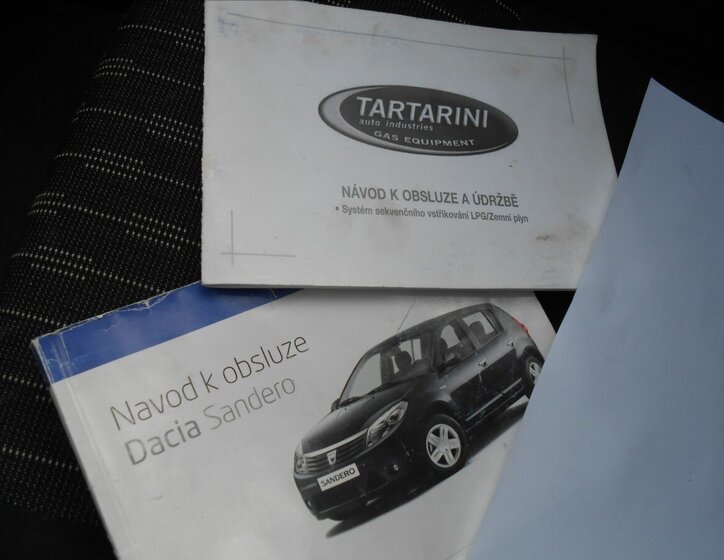 TARTARINI
auto industries
GAS EQUIPMENT
NÁVOD K OBSLUZE A ÚDRŽBĚ
• Systém sekvenčního vstřikování LPG/Zemní plyn
Navod k obsluze
Dacia Sandero
SANDERO